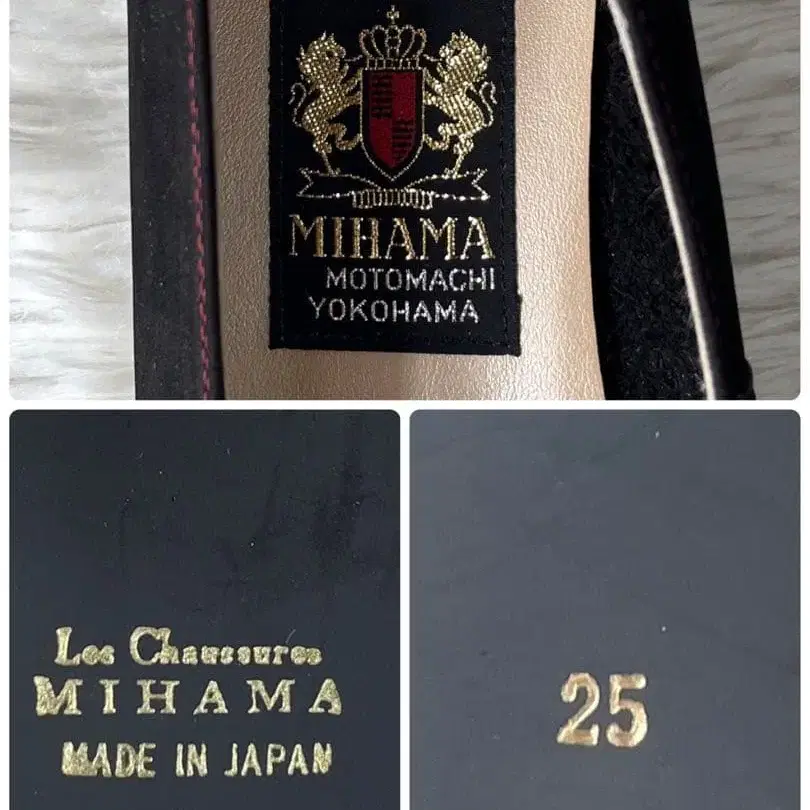 MIHAMA
MOTOMACHI
YOKOHAMA
Les Chaussures
MIHAMA
MADE IN JAPAN
25